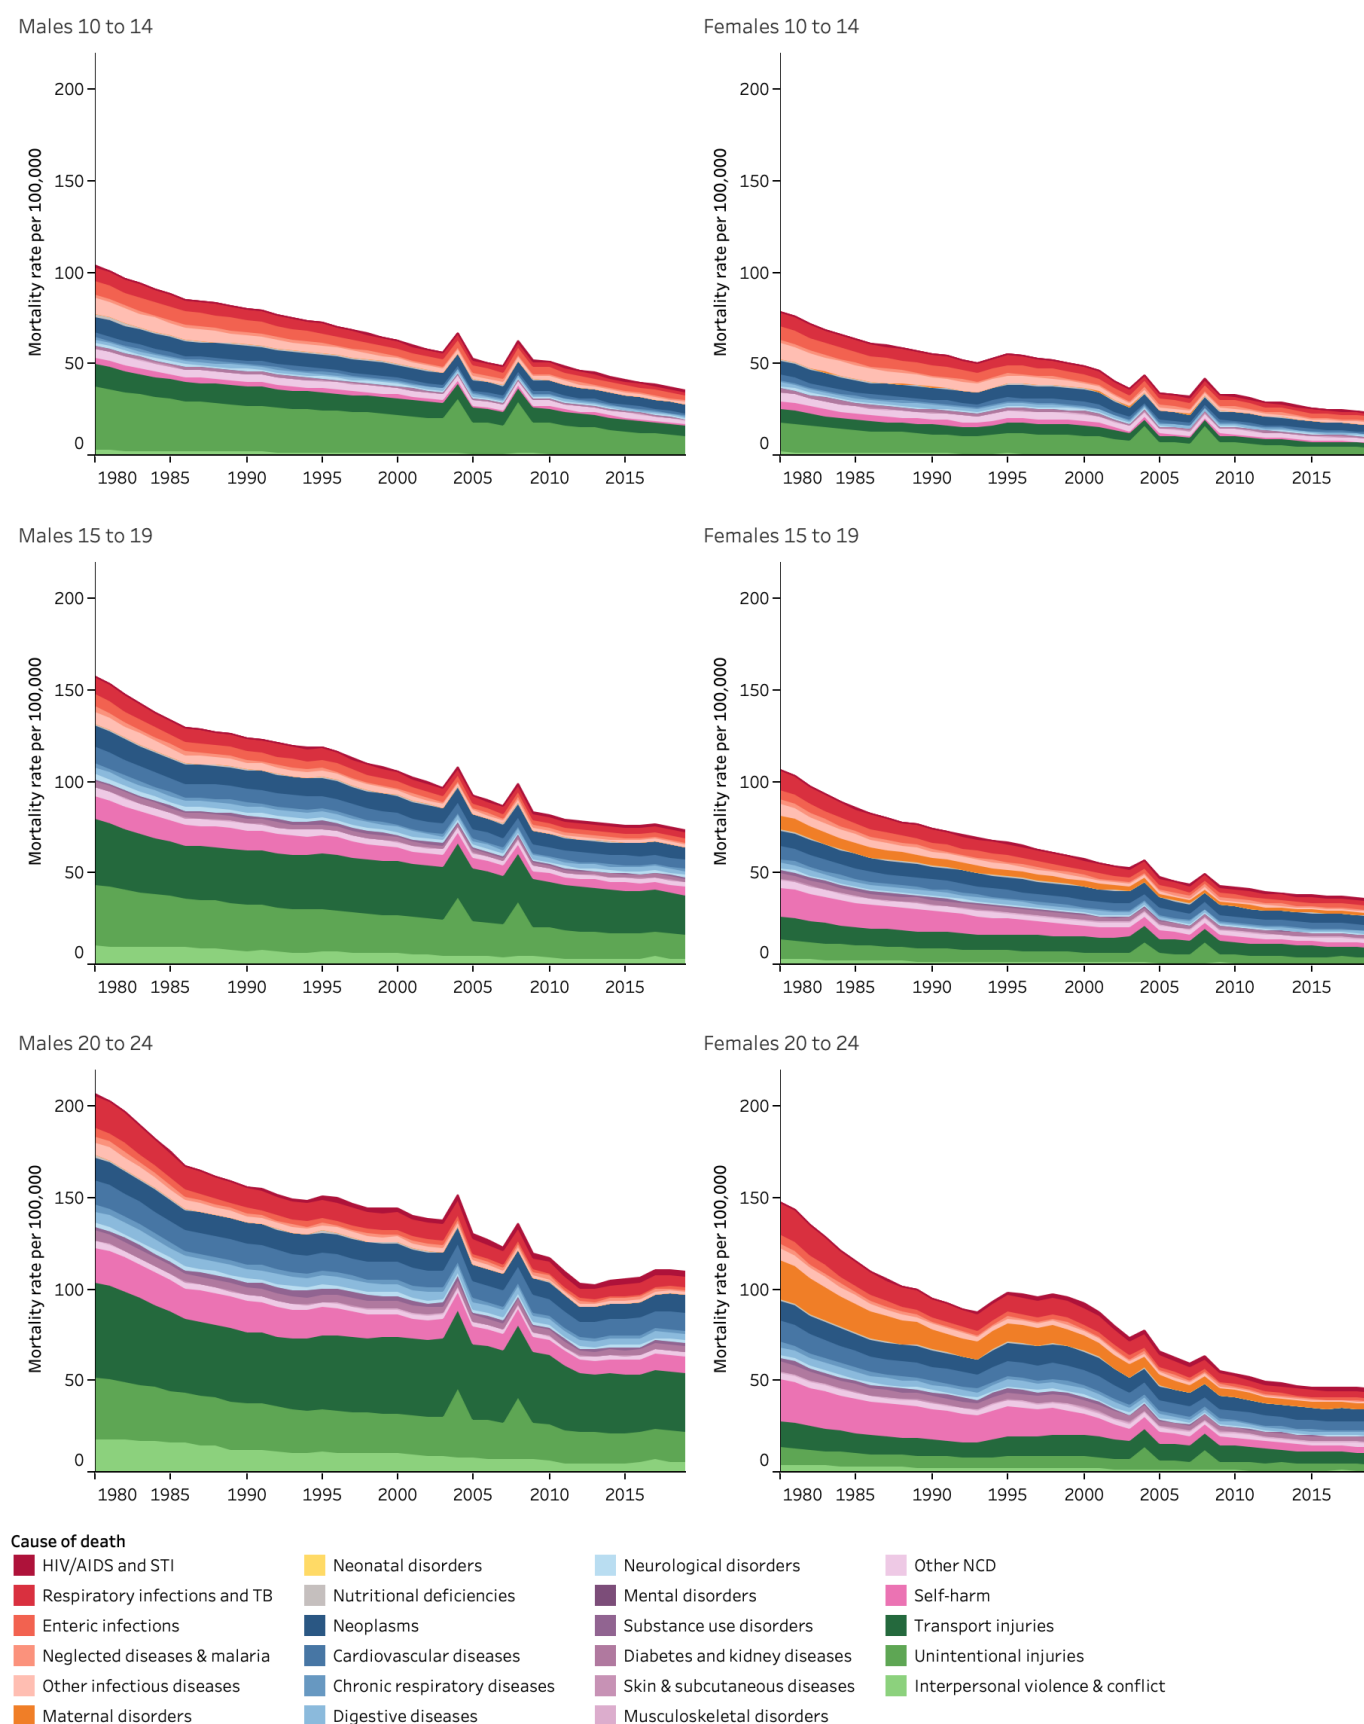 Males 10 to 14
Females 10 to 14
Mortality rate per 100,000
200
150
100
50
0
1980 1985 1990 1995 2000 2005 2010 2015
Mortality rate per 100,000
200
150
100
50
0
1980 1985 1990 1995 2000 2005 2010 2015
Males 15 to 19
Females 15 to 19
Mortality rate per 100,000
200
150
100
50
0
1980 1985 1990 1995 2000 2005 2010 2015
Mortality rate per 100,000
200
150
100
50
0
1980 1985 1990 1995 2000 2005 2010 2015
Males 20 to 24
Females 20 to 24
Mortality rate per 100,000
200
150
100
50
0
1980 1985 1990 1995 2000 2005 2010 2015
Mortality rate per 100,000
200
150
100
50
0
1980 1985 1990 1995 2000 2005 2010 2015
Cause of death
HIV/AIDS and STI
Respiratory infections and TB
Enteric infections
Neglected diseases & malaria
Other infectious diseases
Maternal disorders
Neonatal disorders
Nutritional deficiencies
Neoplasms
Cardiovascular diseases
Chronic respiratory diseases
Digestive diseases
Neurological disorders
Mental disorders
Substance use disorders
Diabetes and kidney diseases
Skin & subcutaneous diseases
Musculoskeletal disorders
Other NCD
Self-harm
Transport injuries
Unintentional injuries
Interpersonal violence & conflict